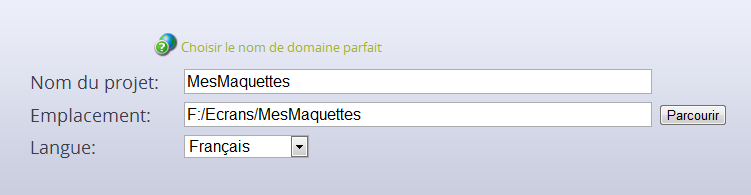 Choisir le nom de domaine parfait
Nom du projet: MesMaquettes
Emplacement: F:/Ecrans/MesMaquettes Parcourir
Langue: Français